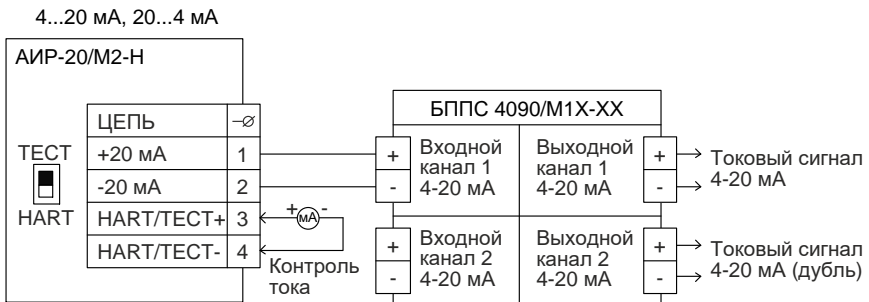 4...20 мА, 20...4 мА
АИР-20/М2-Н
БППС 4090/М1Х-ХХ
ЦЕПЬ
ТЕСТ
+20 мА 1
-20 мА 2
HART
HART/ТЕСТ+ 3
HART/ТЕСТ- 4
+ мА -
Контроль
тока
+ Входной
канал 1
- 4-20 мА
Выходной +
канал 1
4-20 мА -
Токовый сигнал
4-20 мА
+ Входной
канал 2
- 4-20 мА
Выходной +
канал 2
4-20 мА -
Токовый сигнал
4-20 мА (дубль)